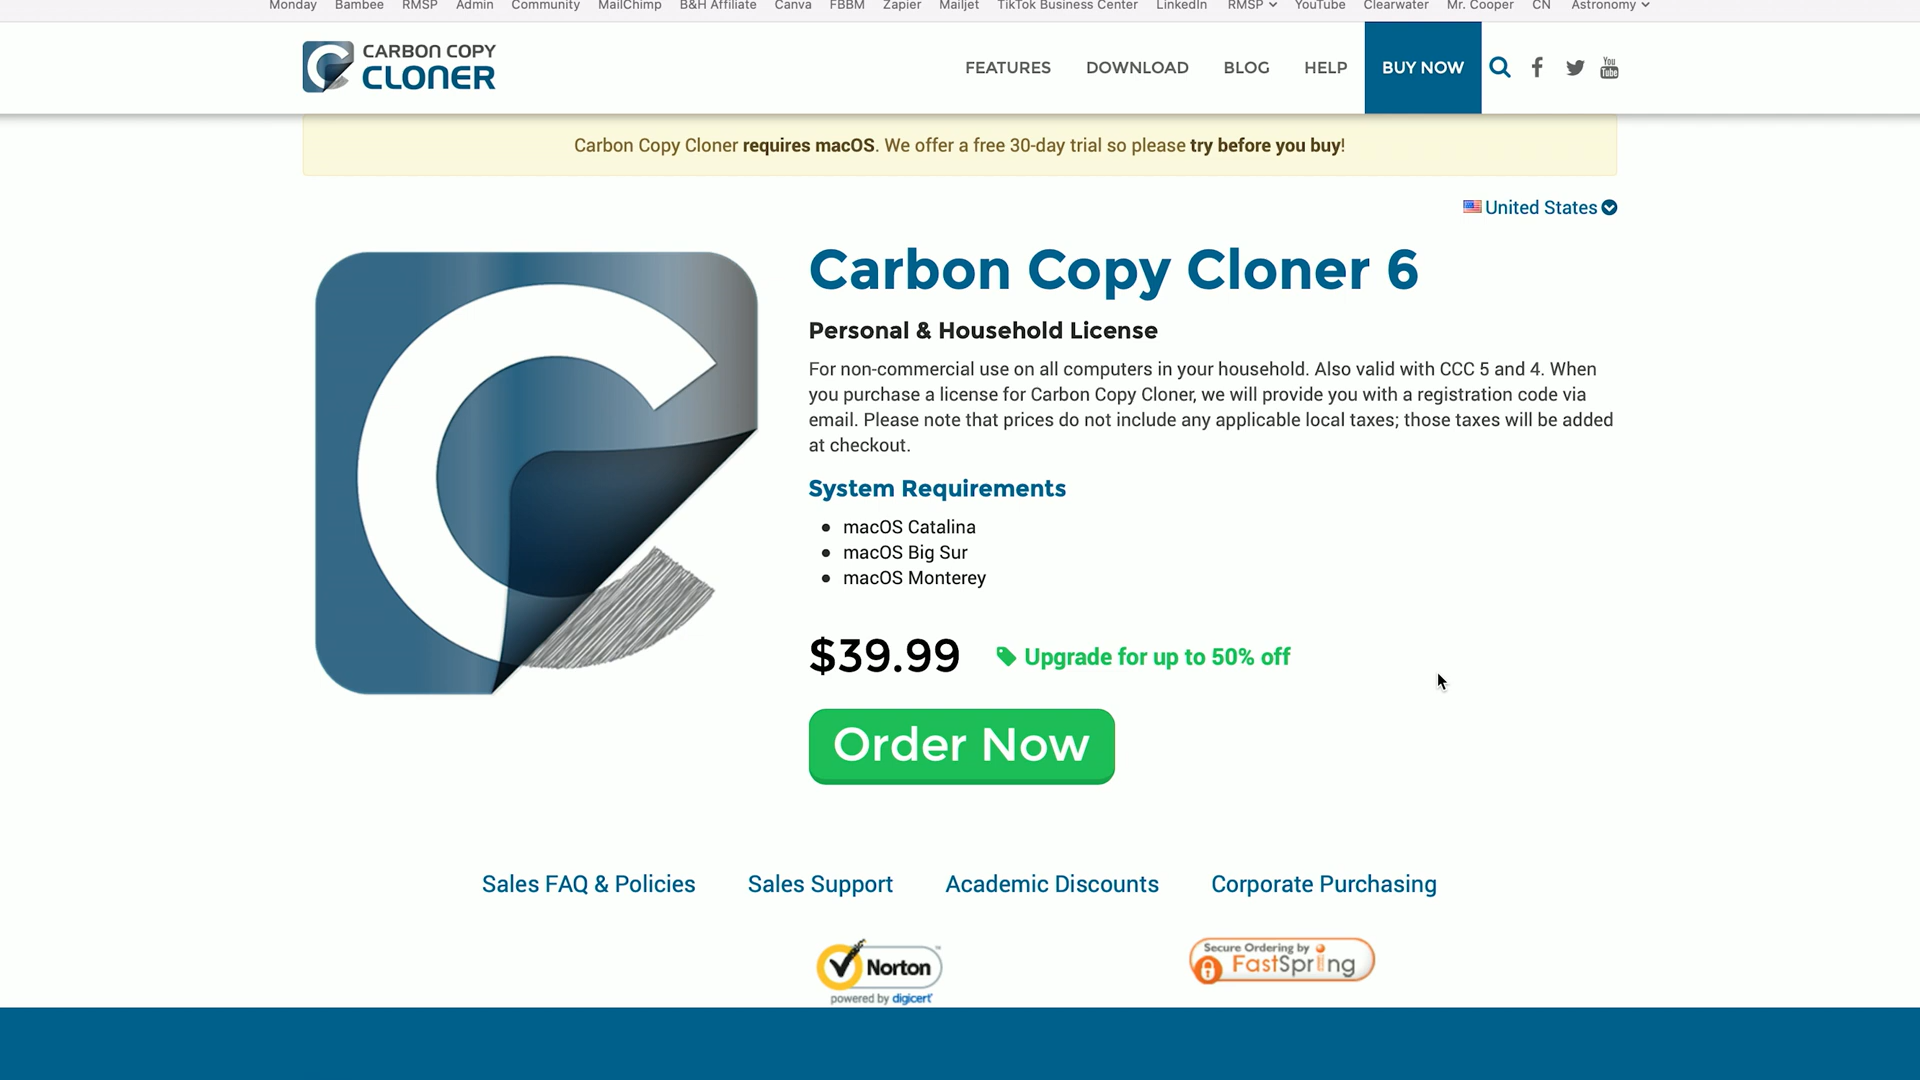 Monday Bambee RMSP Admin Community MailChimp B&H Affiliate Canva FBBM Zapier Mailjet TikTok Business Center LinkedIn RMSP YouTube Clearwater Mr. Cooper CN Astronomy
CARBON COPY
CLONER
FEATURES DOWNLOAD BLOG HELP BUY NOW You Tube
Carbon Copy Cloner requires macOS. We offer a free 30-day trial so please try before you buy!
United States
Carbon Copy Cloner 6
Personal & Household License
For non-commercial use on all computers in your household. Also valid with CCC 5 and 4. When
you purchase a license for Carbon Copy Cloner, we will provide you with a registration code via
email. Please note that prices do not include any applicable local taxes; those taxes will be added
at checkout.
System Requirements
macOS Catalina
macOS Big Sur
macOS Monterey
$39.99 Upgrade for up to 50% off
Order Now
Sales FAQ & Policies Sales Support Academic Discounts Corporate Purchasing
Norton
powered by digicert
Secure Ordering by
FastSpring